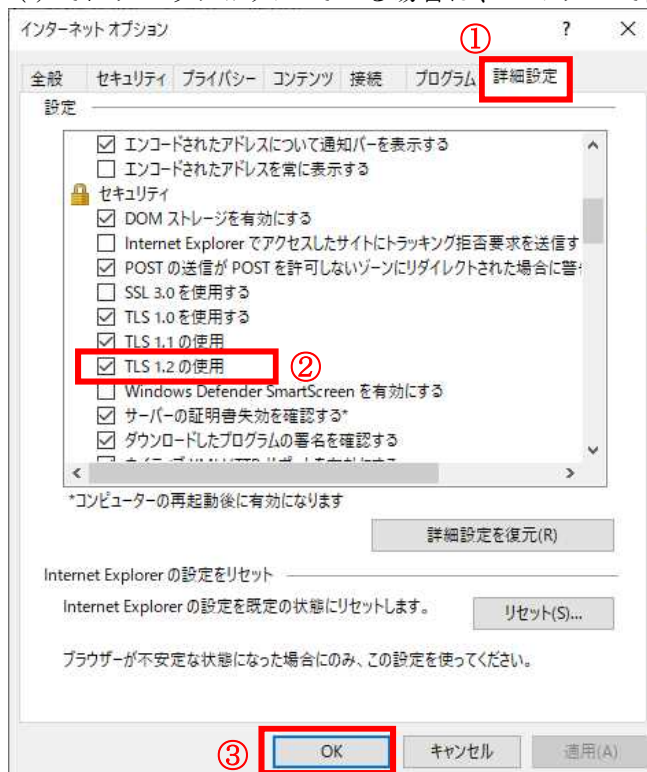 インターネット オプション ? ×
①
全般 セキュリティ プライバシー コンテンツ 接続 プログラム 詳細設定
設定
エンコードされたアドレスについて通知バーを表示する
エンコードされたアドレスを常に表示する
セキュリティ
DOM ストレージを有効にする
Internet Explorer でアクセスしたサイトにトラッキング拒否要求を送信す
POST の送信が POST を許可しないゾーンにリダイレクトされた場合に警
SSL 3.0 を使用する
TLS 1.0 を使用する
TLS 1.1 の使用
TLS 1.2 の使用 ②
Windows Defender SmartScreen を有効にする
サーバーの証明書失効を確認する*
ダウンロードしたプログラムの署名を確認する
*コンピューターの再起動後に有効になります
詳細設定を復元(R)
Internet Explorer の設定をリセット
Internet Explorer の設定を既定の状態にリセットします。 リセット(S)...
ブラウザーが不安定な状態になった場合にのみ、この設定を使ってください。
③ OK キャンセル 適用(A)